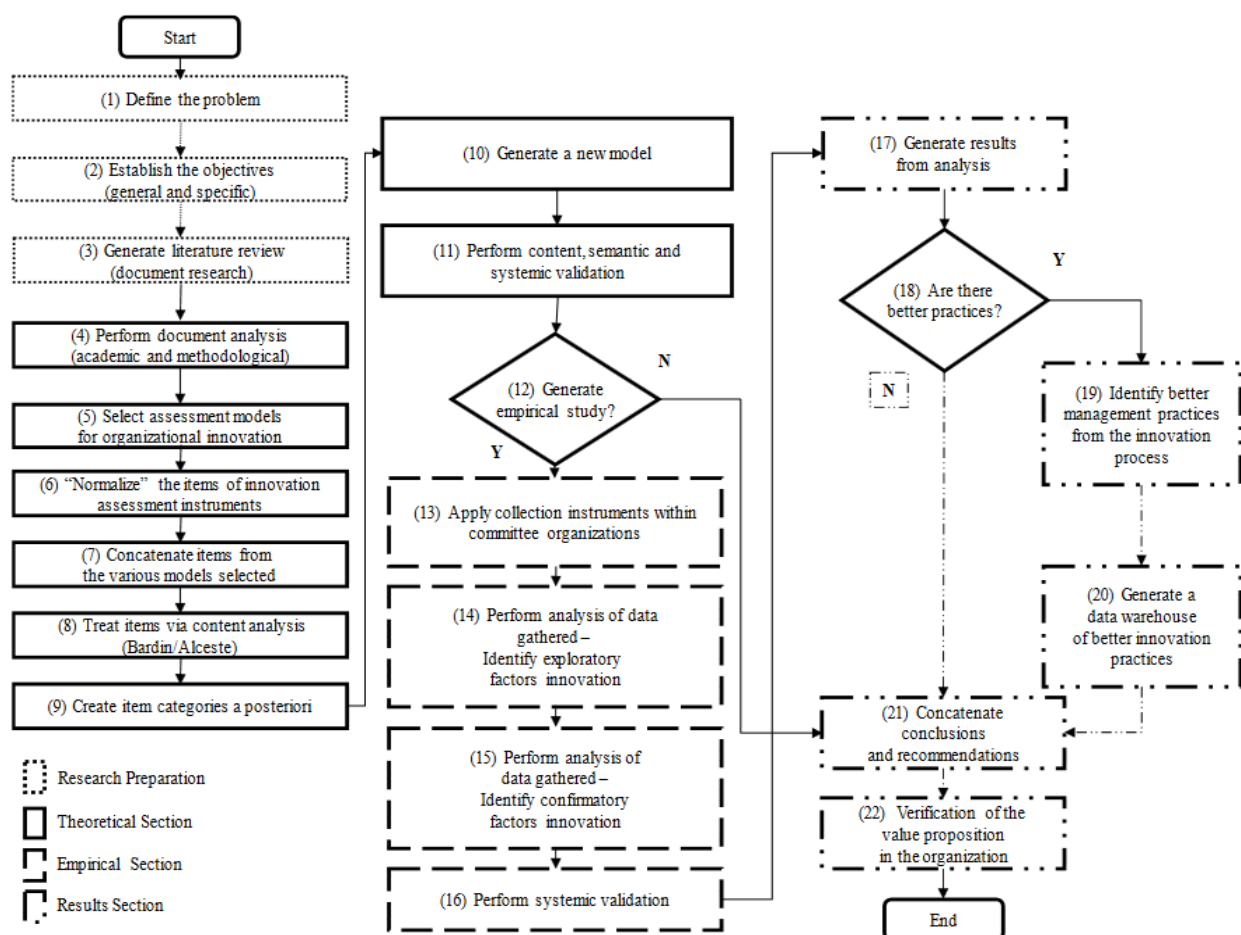 Start
(1) Define the problem
(2) Establish the objectives
(general and specific)
(3) Generate literature review
(document research)
(4) Perform document analysis
(academic and methodological)
(5) Select assessment models
for organizational innovation
(6) “Normalize” the items of innovation
assessment instruments
(7) Concatenate items from
the various models selected
(8) Treat items via content analysis
(Bardin/Alceste)
(9) Create item categories a posteriori
Research Preparation
Theoretical Section
Empirical Section
Results Section
(10) Generate a new model
(11) Perform content, semantic and
systemic validation
(12) Generate
empirical study?
N
Y
(13) Apply collection instruments within
committee organizations
(14) Perform analysis of data
gathered –
Identify exploratory
factors innovation
(15) Perform analysis of
data gathered –
Identify confirmatory
factors innovation
(16) Perform systemic validation
(17) Generate results
from analysis
(18) Are there
better practices?
Y
N
(19) Identify better
management practices
from the innovation
process
(20) Generate a
data warehouse
of better innovation
practices
(21) Concatenate
conclusions
and recommendations
(22) Verification of the
value proposition
in the organization
End